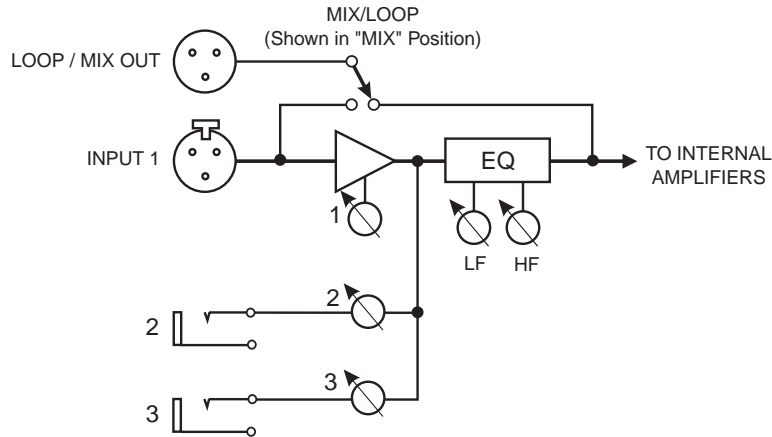 MIX/LOOP
(Shown in "MIX" Position)
LOOP / MIX OUT
INPUT 1
EQ
TO INTERNAL
AMPLIFIERS
1
LF
HF
2
2
3
3